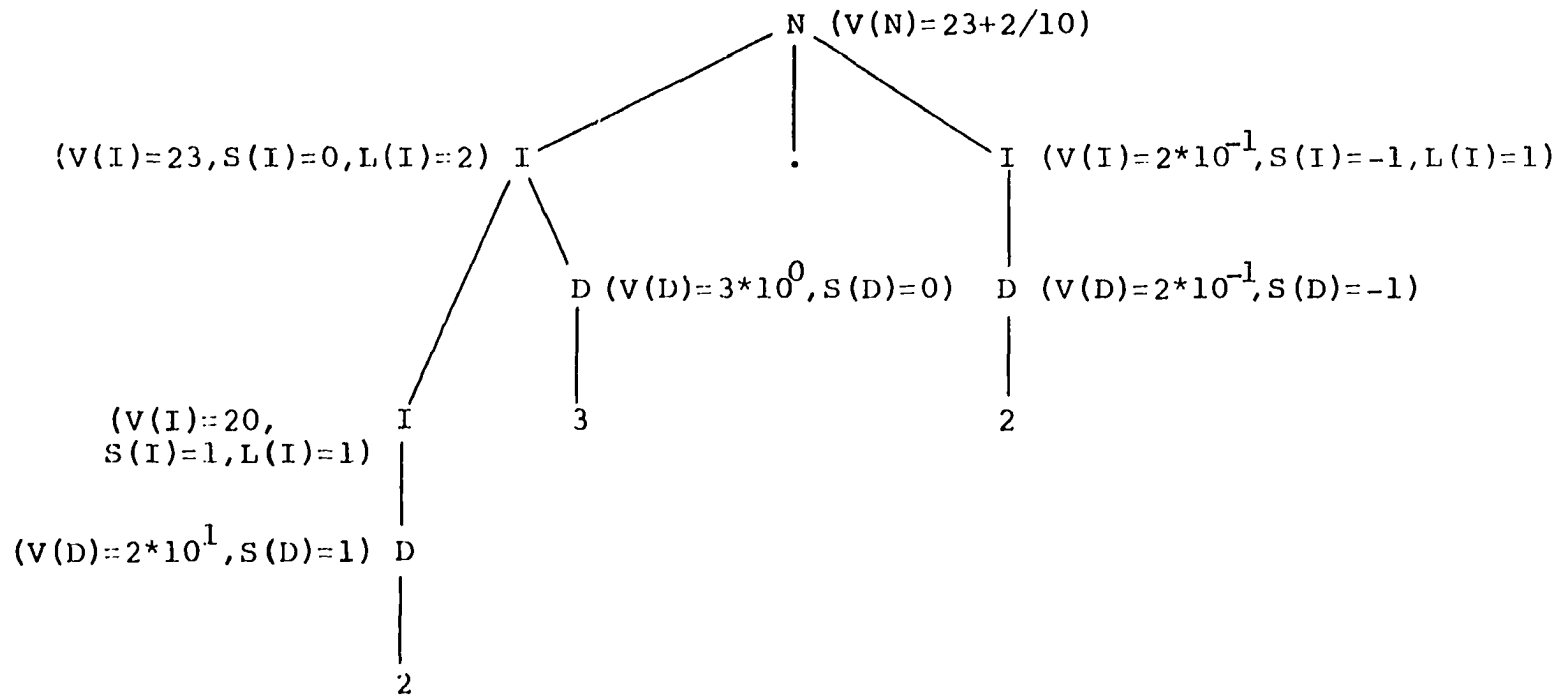 N (V(N)=23+2/10)
(V(I)=23,S(I)=0,L(I)=2) I
.
I (V(I)=2*10^-1,S(I)=-1,L(I)=1)
D (V(D)=3*10^0,S(D)=0)
D (V(D)=2*10^-1,S(D)=-1)
(V(I)=20,
S(I)=1,L(I)=1)
I
3
2
(V(D)=2*10^1,S(D)=1) D
2